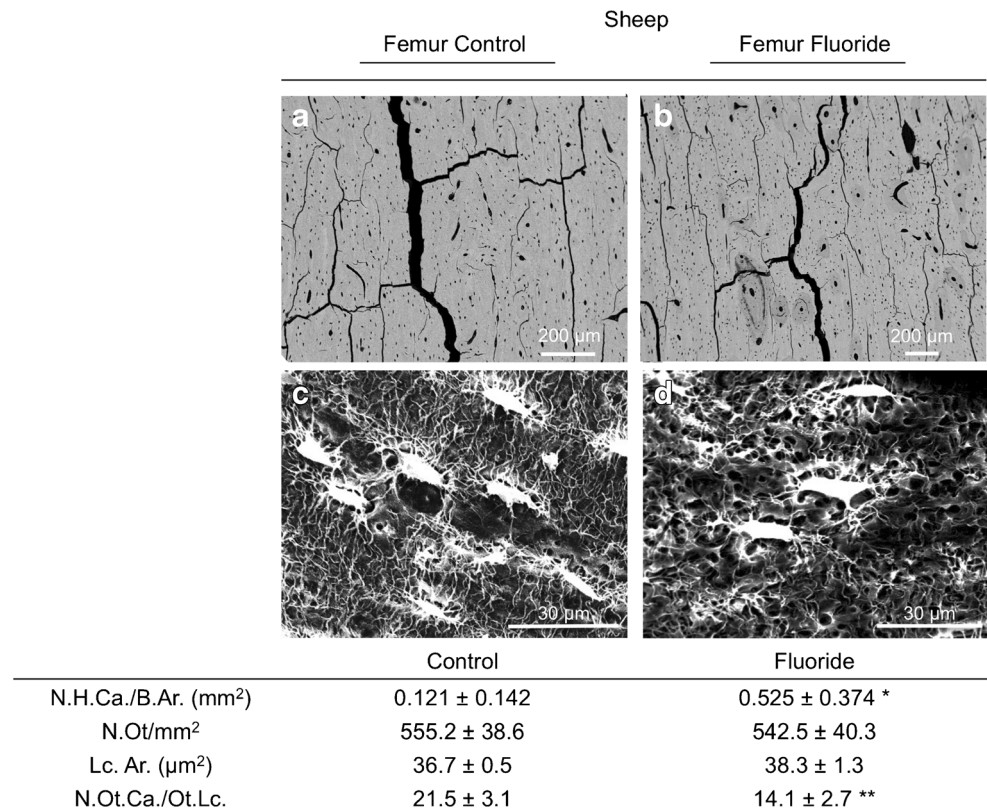 Sheep
Femur Control Femur Fluoride
a b
200 µm 200 µm
c d
30 µm 30 µm
Control Fluoride
N.H.Ca./B.Ar. (mm²) 0.121 ± 0.142 0.525 ± 0.374 *
N.Ot/mm² 555.2 ± 38.6 542.5 ± 40.3
Lc. Ar. (µm²) 36.7 ± 0.5 38.3 ± 1.3
N.Ot.Ca./Ot.Lc. 21.5 ± 3.1 14.1 ± 2.7 **